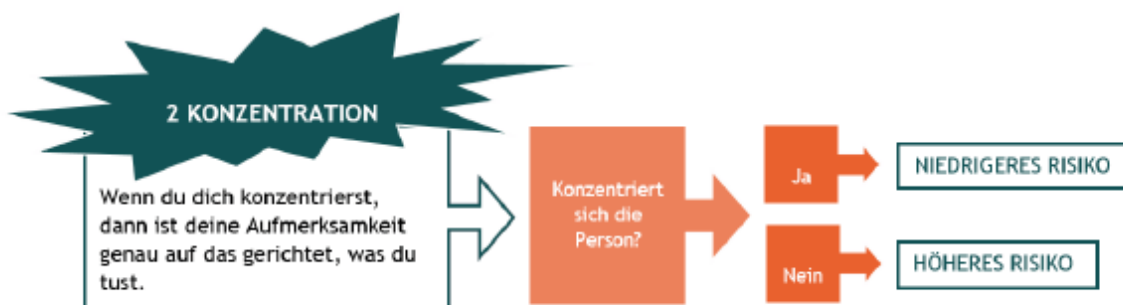 2 KONZENTRATION
Wenn du dich konzentrierst,
dann ist deine Aufmerksamkeit
genau auf das gerichtet, was du
tust.
Konzentriert
sich die
Person?
Ja
NIEDRIGERES RISIKO
Nein
HÖHERES RISIKO